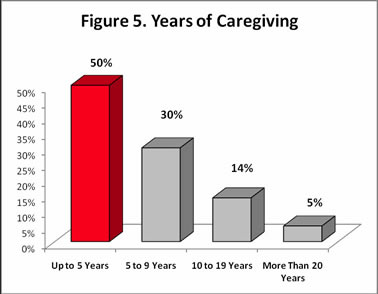 Figure 5. Years of Caregiving
50%
30%
14%
5%
50%
45%
40%
35%
30%
25%
20%
15%
10%
5%
0%
Up to 5 Years
5 to 9 Years
10 to 19 Years
More Than 20
Years